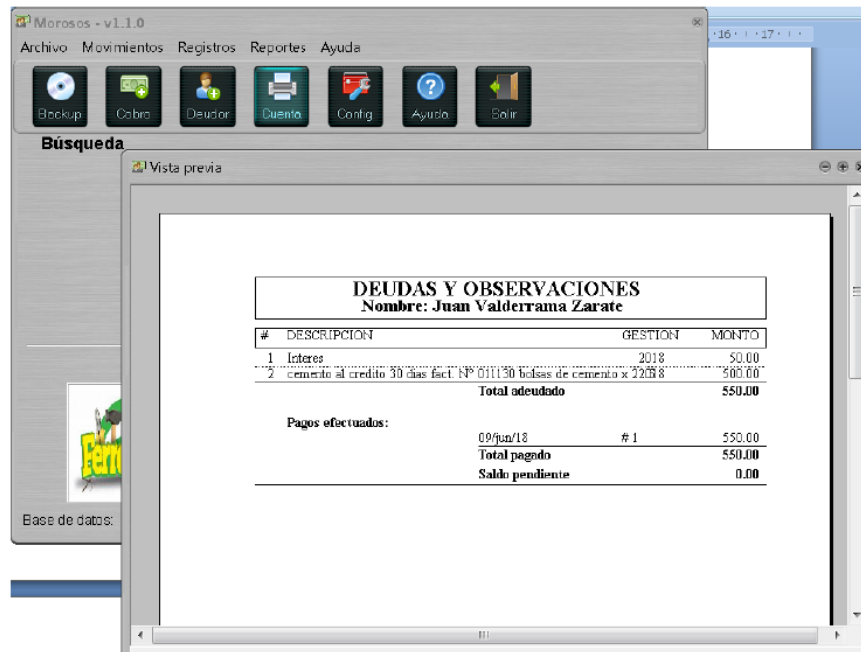 Morosos - v1.1.0
·16· ı ·17· ı ·
Archivo Movimientos Registros Reportes Ayuda
Backup Cobro Deudor Cuenta Config Ayuda Salir
Búsqueda
Vista previa
DEUDAS Y OBSERVACIONES
Nombre: Juan Valderrama Zarate
# DESCRIPCION GESTION MONTO
1 Interes 2018 50.00
2 cemento al credito 30 dias fact. Nº 011130 bolsas de cemento x 500.00
Total adeudado 550.00
Pagos efectuados:
09/jun/18 # 1 550.00
Total pagado 550.00
Saldo pendiente 0.00
Base de datos: